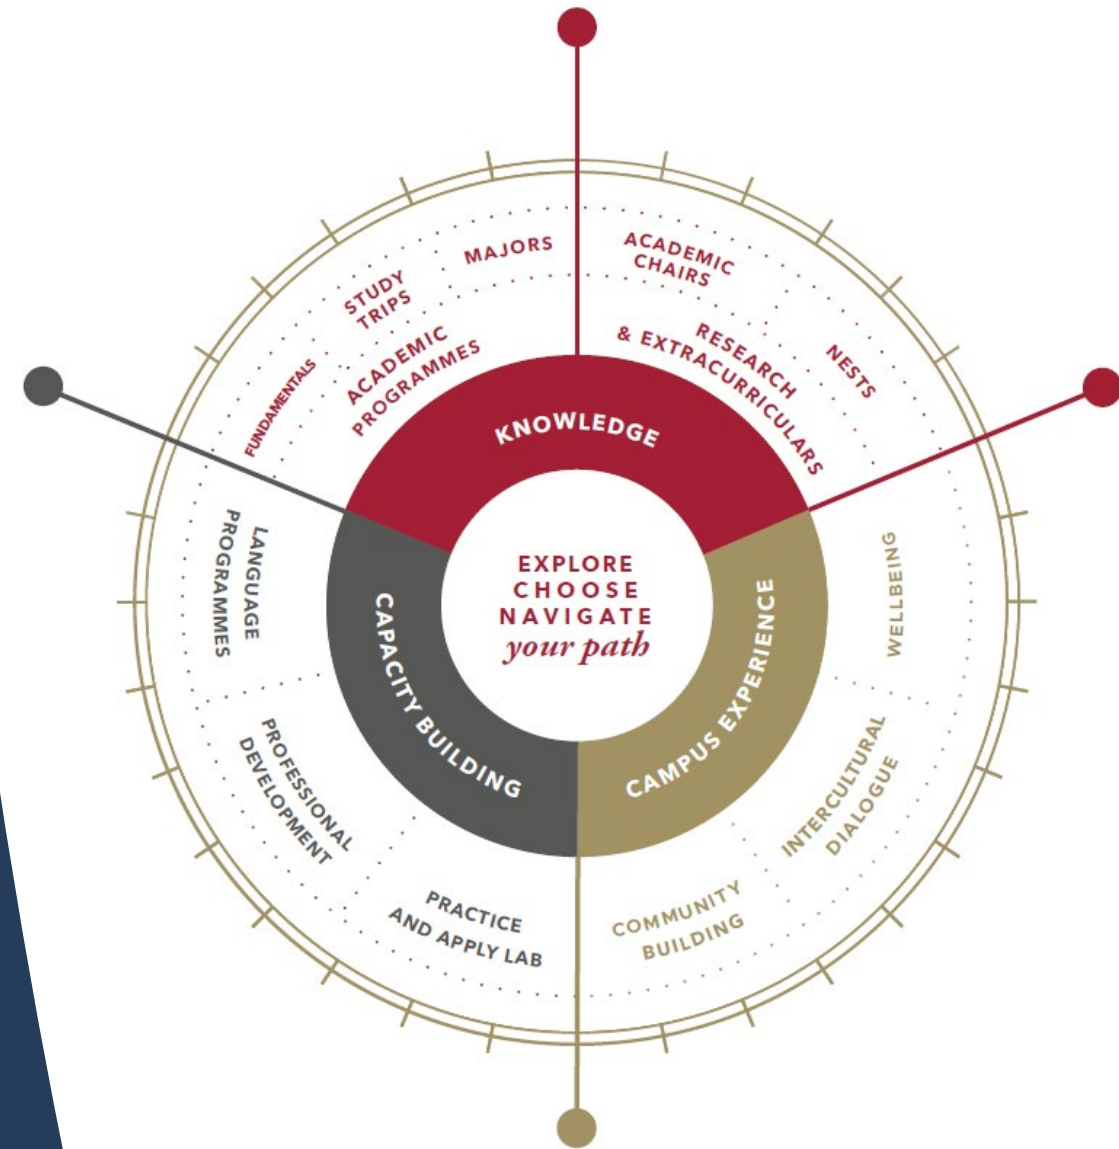 MAJORS
STUDY
TRIPS
FUNDAMENTALS
ACADEMIC
PROGRAMMES
ACADEMIC
CHAIRS
NESTS
RESEARCH
& EXTRACURRICULARS
KNOWLEDGE
EXPLORE
CHOOSE
NAVIGATE
your path
CAPACITY BUILDING
LANGUAGE
PROGRAMMES
PROFESSIONAL
DEVELOPMENT
PRACTICE
AND APPLY LAB
CAMPUS EXPERIENCE
WELLBEING
INTERCULTURAL
DIALOGUE
COMMUNITY
BUILDING